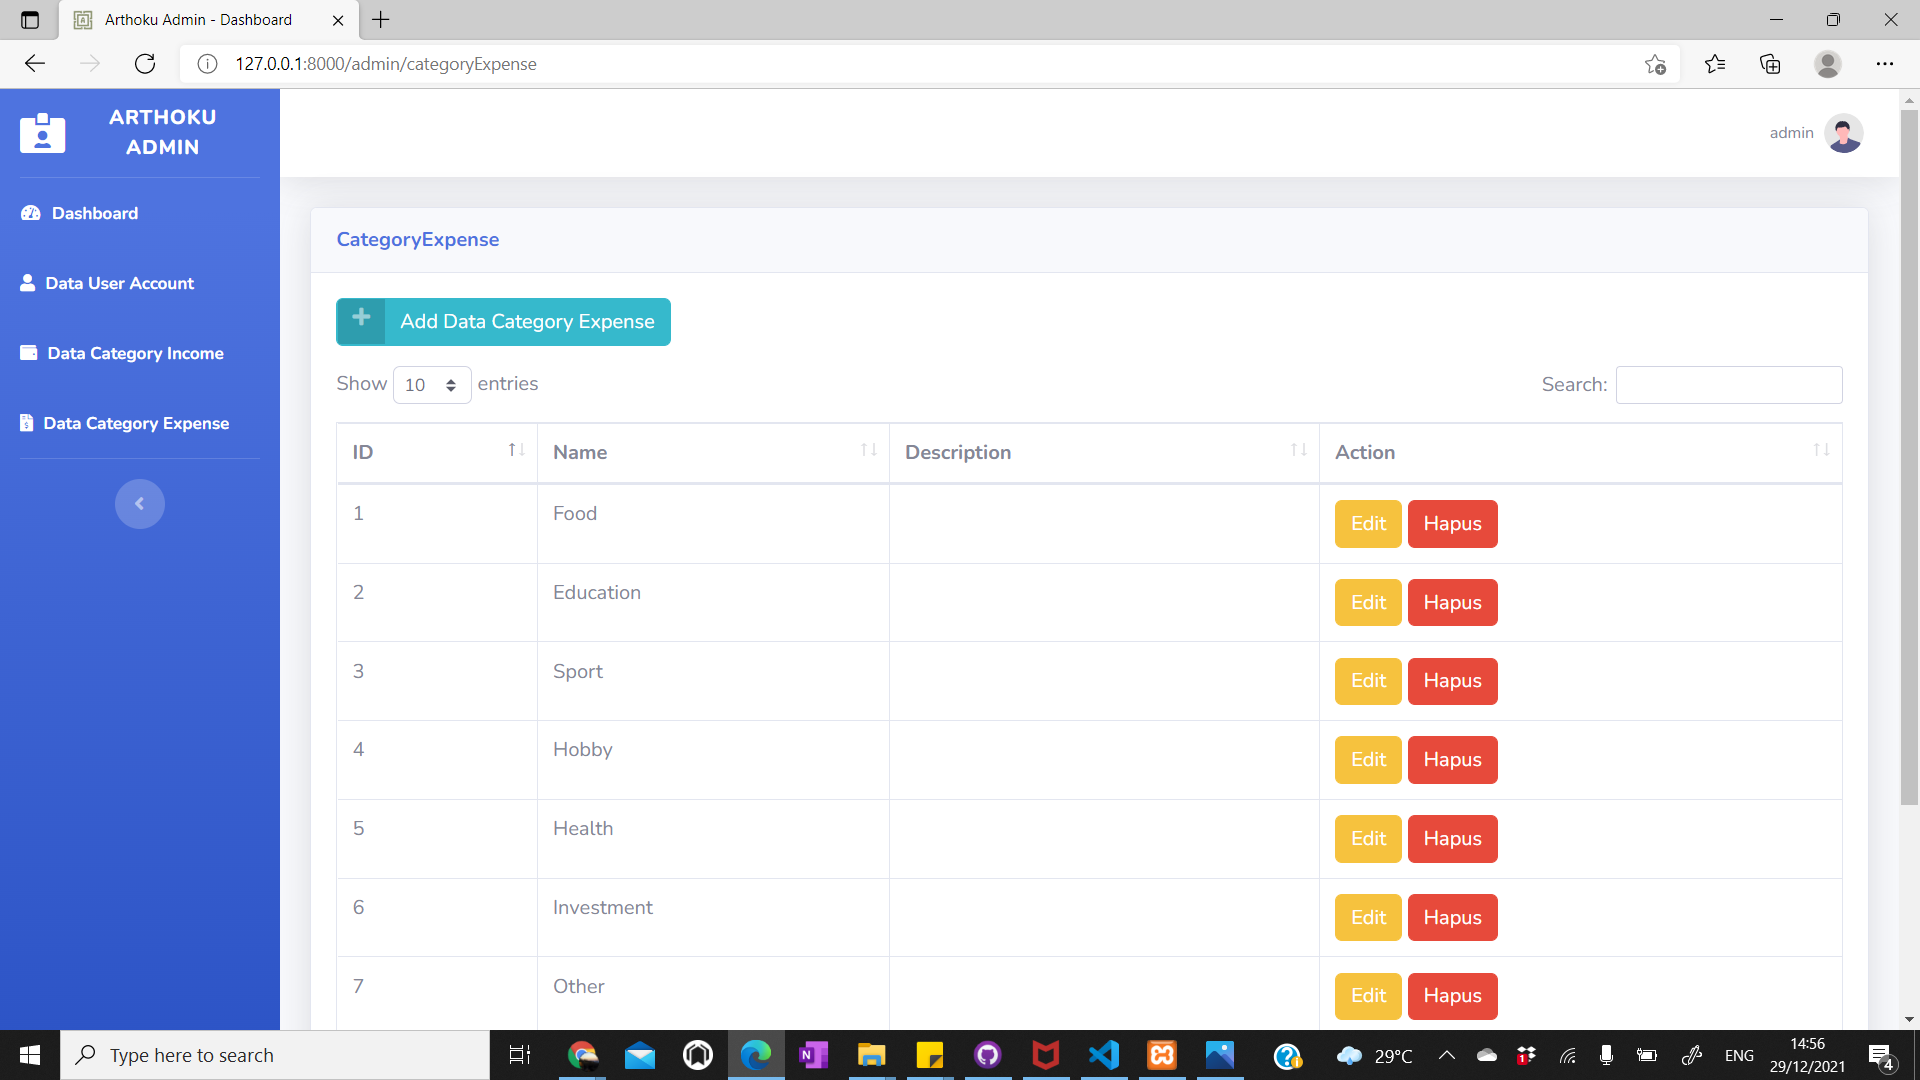 Arthoku Admin - Dashboard
127.0.0.1:8000/admin/categoryExpense
ARTHOKU
ADMIN
admin
Dashboard
Data User Account
Data Category Income
Data Category Expense
CategoryExpense
Add Data Category Expense
Show 10 entries
Search:
ID Name Description Action
1 Food Edit Hapus
2 Education Edit Hapus
3 Sport Edit Hapus
4 Hobby Edit Hapus
5 Health Edit Hapus
6 Investment Edit Hapus
7 Other Edit Hapus
Type here to search
29°C
ENG
14:56
29/12/2021
4